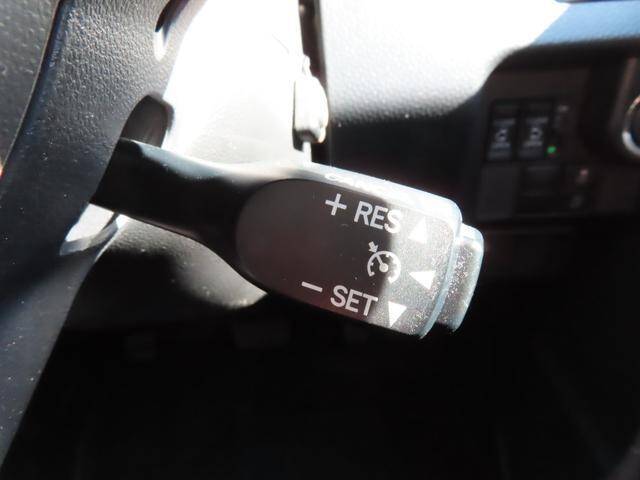 + RES
− SET